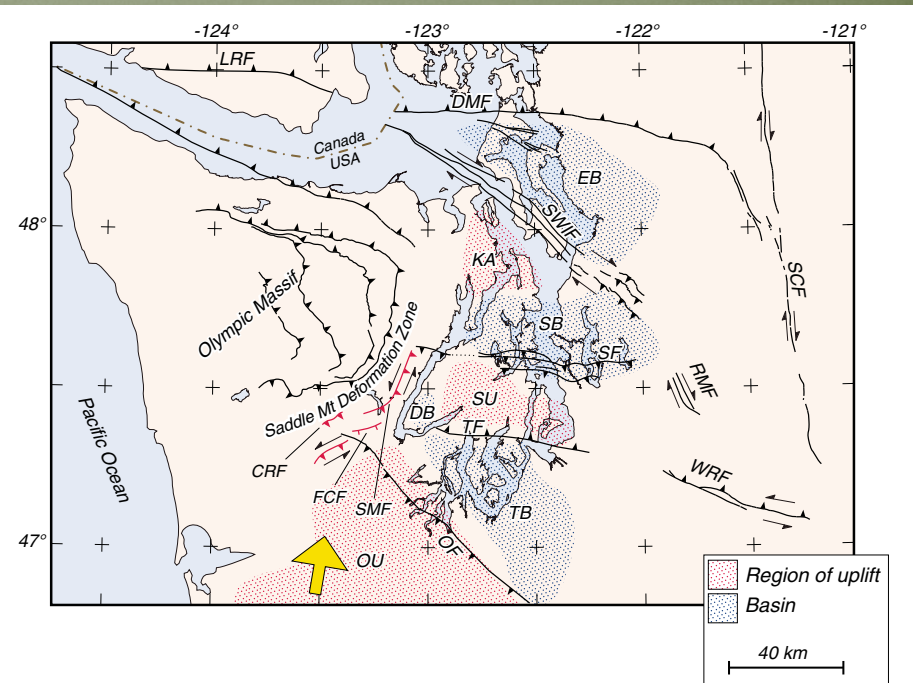 -124°
-123°
-122°
-121°
LRF
DMF
Canada
USA
EB
48°
SWIF
KA
SCF
Olympic Massif
SB
SF
Saddle Mt Deformation Zone
RMF
SU
DB
TF
Pacific Ocean
CRF
WRF
FCF
SMF
TB
47°
OF
OU
Region of uplift
Basin
40 km